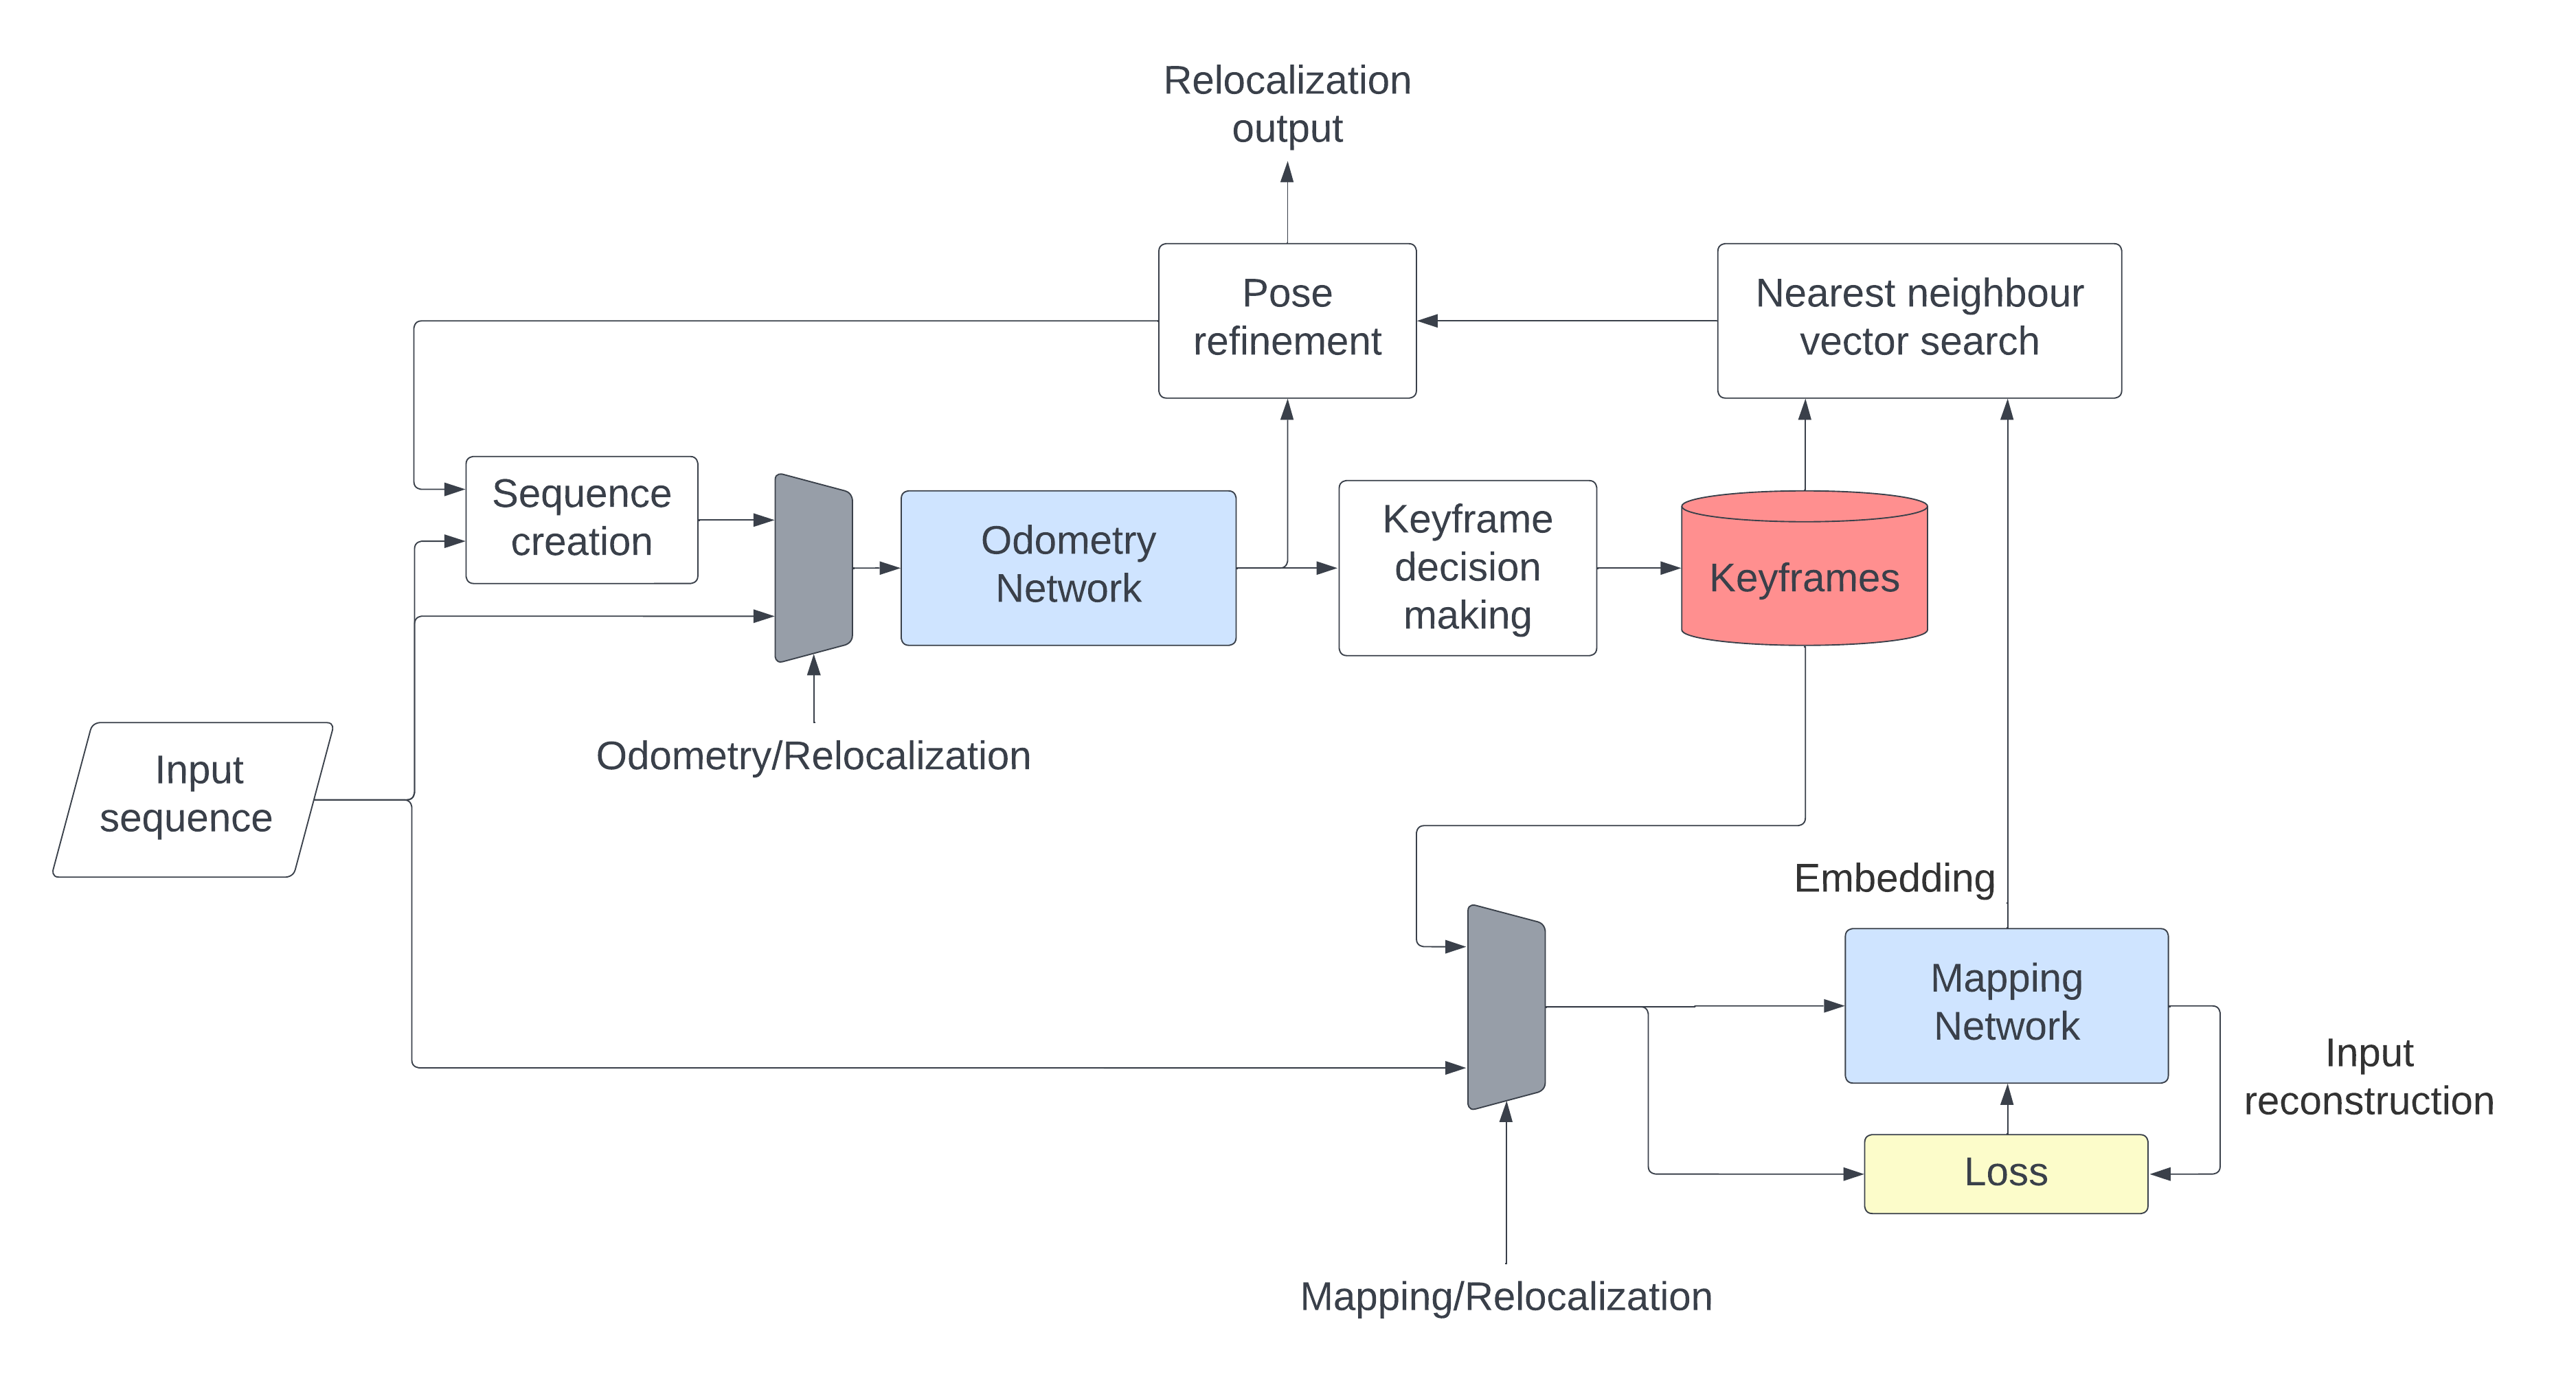 Relocalization
output
Pose
refinement
Nearest neighbour
vector search
Sequence
creation
Odometry
Network
Keyframe
decision
making
Keyframes
Input
sequence
Odometry/Relocalization
Embedding
Mapping
Network
Input
reconstruction
Loss
Mapping/Relocalization